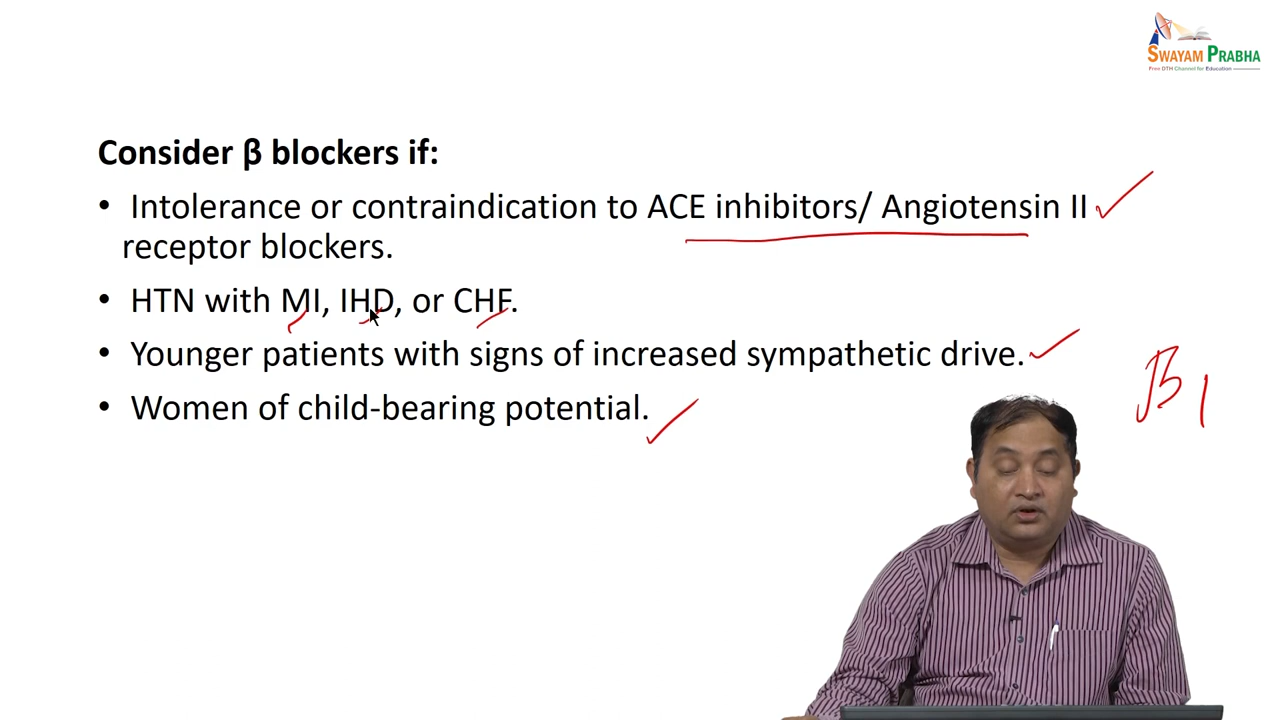 SWAYAM PRABHA
Free DTH Channel for Education
Consider β blockers if:
• Intolerance or contraindication to ACE inhibitors/ Angiotensin II
receptor blockers.
• HTN with MI, IHD, or CHF.
• Younger patients with signs of increased sympathetic drive.
• Women of child-bearing potential.
β1